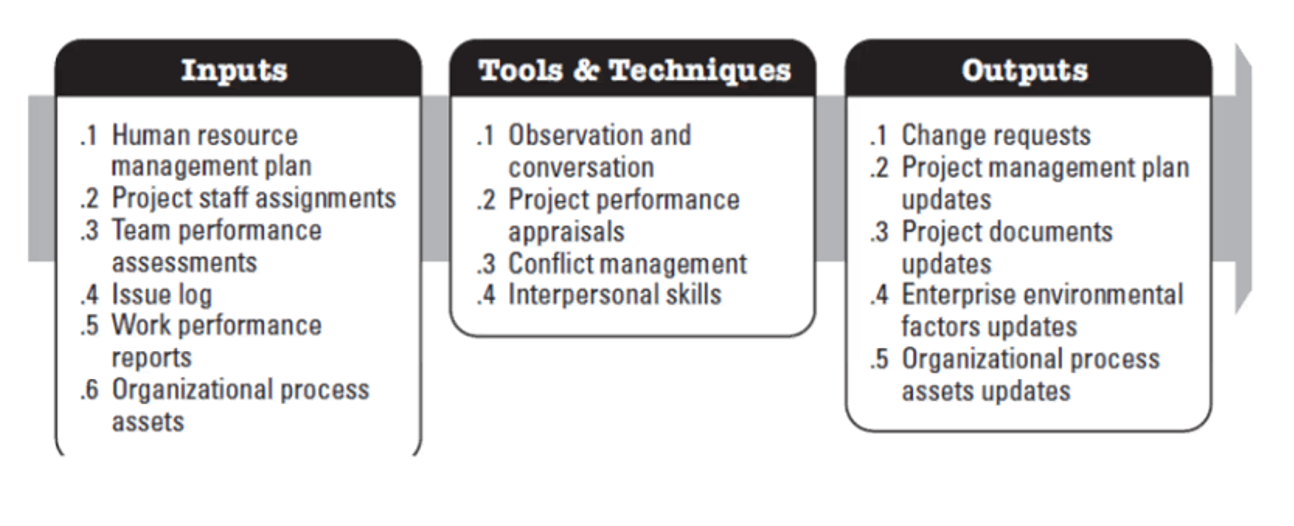 Inputs
.1 Human resource
management plan
.2 Project staff assignments
.3 Team performance
assessments
.4 Issue log
.5 Work performance
reports
.6 Organizational process
assets
Tools & Techniques
.1 Observation and
conversation
.2 Project performance
appraisals
.3 Conflict management
.4 Interpersonal skills
Outputs
.1 Change requests
.2 Project management plan
updates
.3 Project documents
updates
.4 Enterprise environmental
factors updates
.5 Organizational process
assets updates